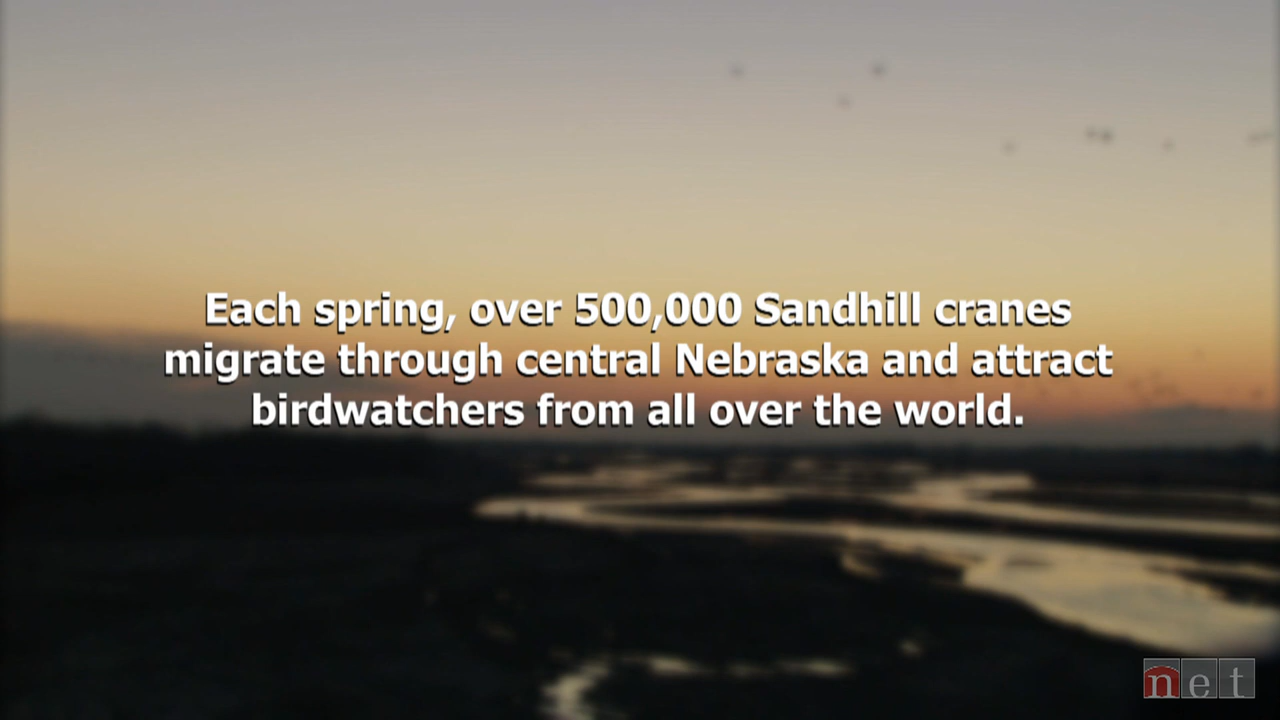 Each spring, over 500,000 Sandhill cranes
migrate through central Nebraska and attract
birdwatchers from all over the world.
net